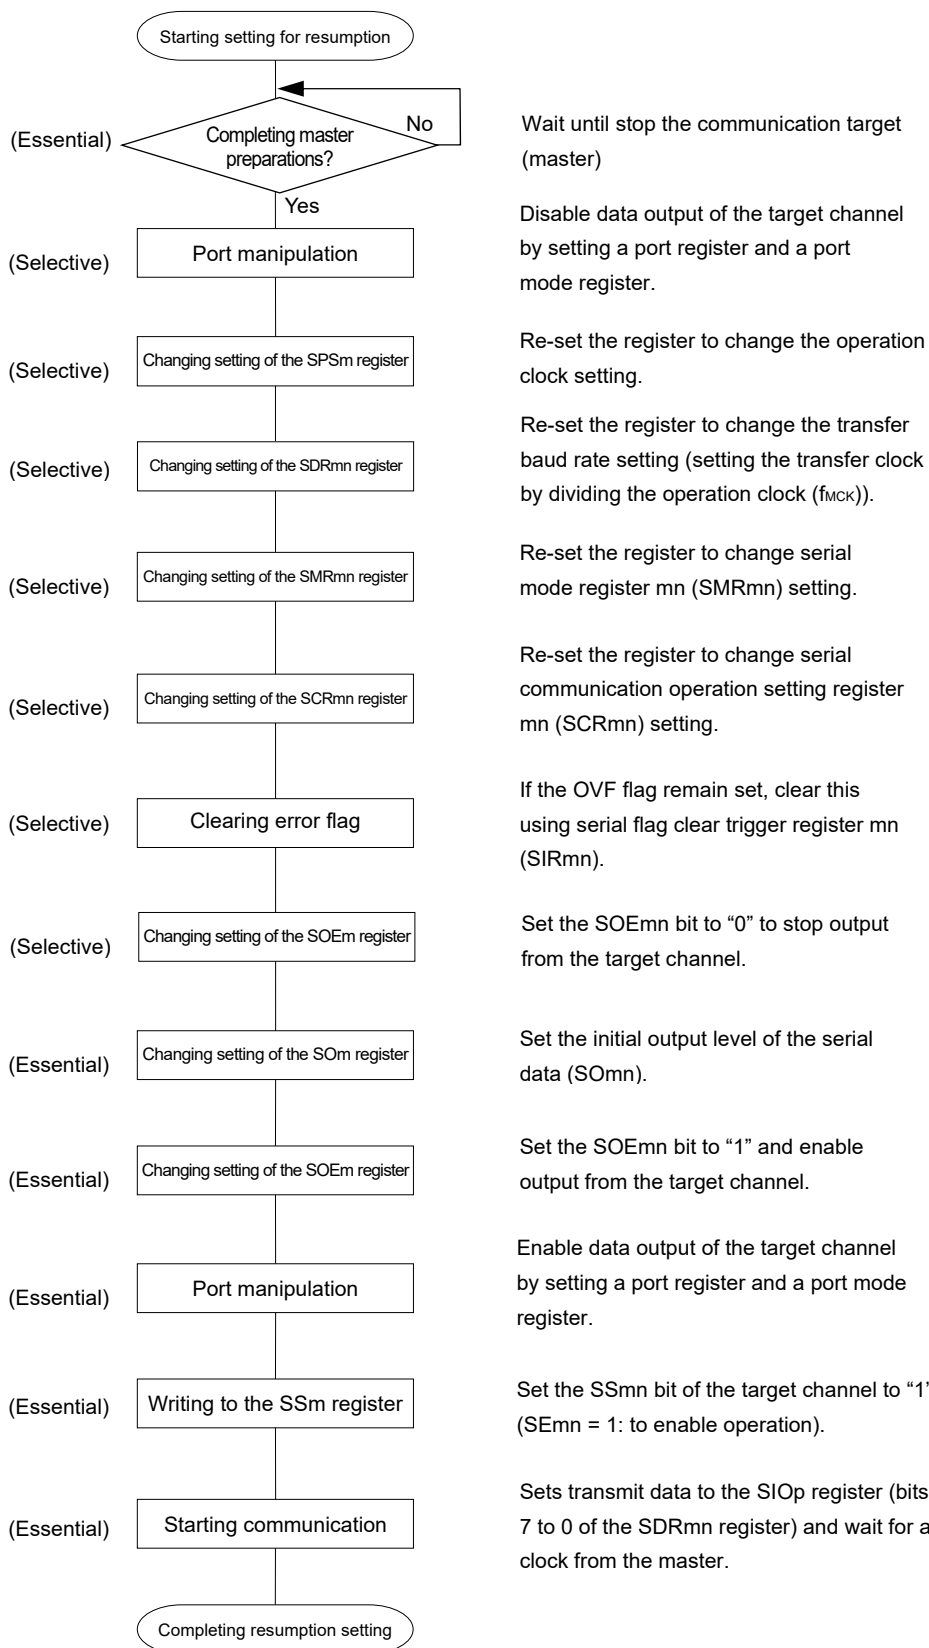 Starting setting for resumption
(Essential)
Completing master
preparations?
No
Yes
Wait until stop the communication target
(master)
(Selective)
Port manipulation
Disable data output of the target channel
by setting a port register and a port
mode register.
(Selective)
Changing setting of the SPSm register
Re-set the register to change the operation
clock setting.
(Selective)
Changing setting of the SDRmn register
Re-set the register to change the transfer
baud rate setting (setting the transfer clock
by dividing the operation clock (fMCK)).
(Selective)
Changing setting of the SMRmn register
Re-set the register to change serial
mode register mn (SMRmn) setting.
(Selective)
Changing setting of the SCRmn register
Re-set the register to change serial
communication operation setting register
mn (SCRmn) setting.
(Selective)
Clearing error flag
If the OVF flag remain set, clear this
using serial flag clear trigger register mn
(SIRmn).
(Selective)
Changing setting of the SOEm register
Set the SOEmn bit to “0” to stop output
from the target channel.
(Essential)
Changing setting of the SOm register
Set the initial output level of the serial
data (SOmn).
(Essential)
Changing setting of the SOEm register
Set the SOEmn bit to “1” and enable
output from the target channel.
(Essential)
Port manipulation
Enable data output of the target channel
by setting a port register and a port mode
register.
(Essential)
Writing to the SSm register
Set the SSmn bit of the target channel to “1”
(SEmn = 1: to enable operation).
(Essential)
Starting communication
Sets transmit data to the SIOp register (bits
7 to 0 of the SDRmn register) and wait for a
clock from the master.
Completing resumption setting